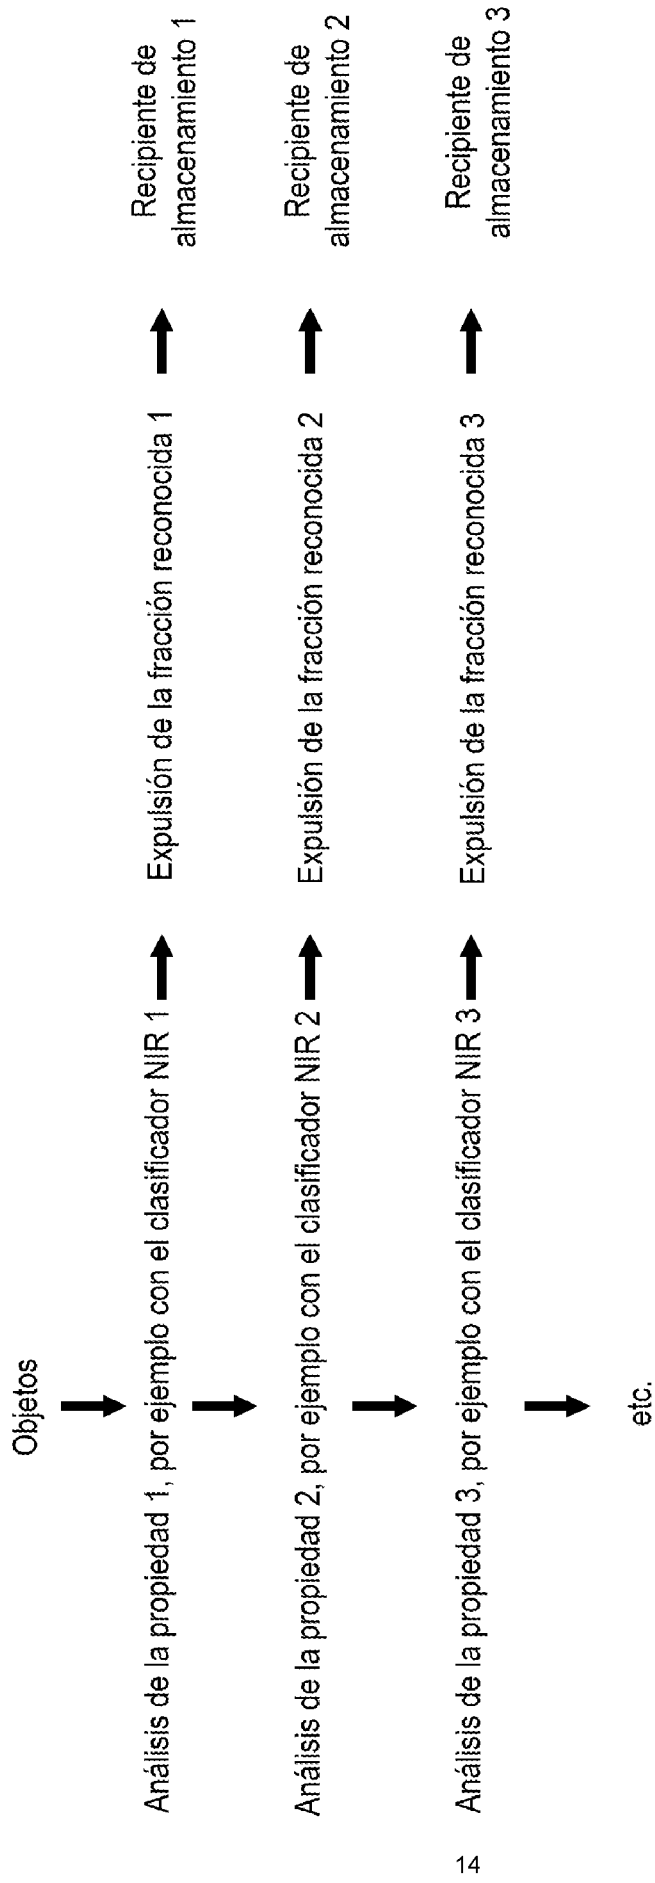 Objetos
Análisis de la propiedad 1, por ejemplo con el clasificador NIR 1
Expulsión de la fracción reconocida 1
Recipiente de
almacenamiento 1
Análisis de la propiedad 2, por ejemplo con el clasificador NIR 2
Expulsión de la fracción reconocida 2
Recipiente de
almacenamiento 2
Análisis de la propiedad 3, por ejemplo con el clasificador NIR 3
Expulsión de la fracción reconocida 3
Recipiente de
almacenamiento 3
etc.
14